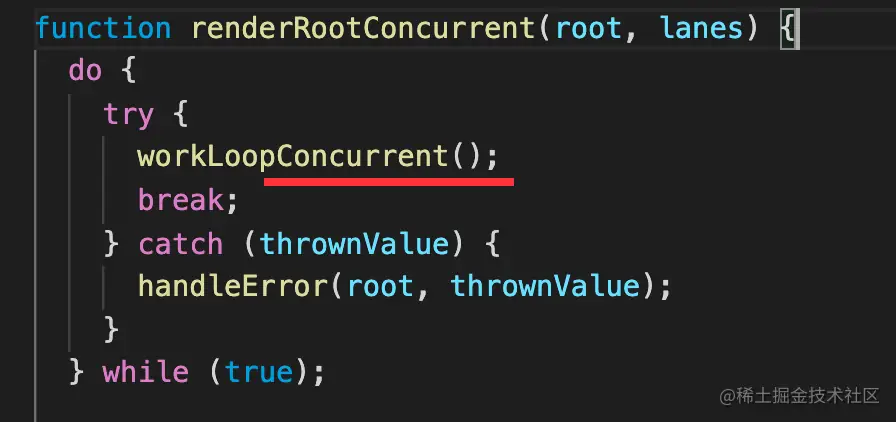 function renderRootConcurrent(root, lanes) {
do {
try {
workLoopConcurrent();
break;
} catch (thrownValue) {
handleError(root, thrownValue);
}
} while (true);
@稀土掘金技术社区